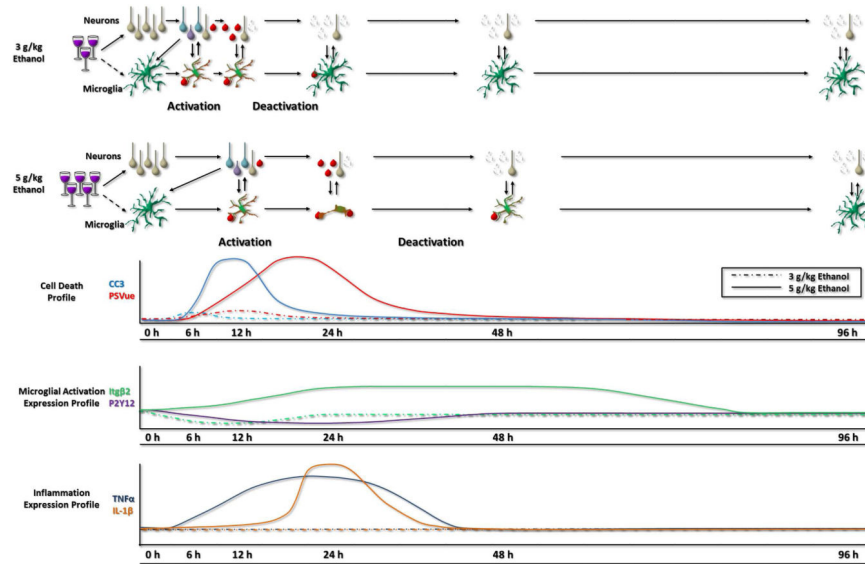 Neurons
3 g/kg
Ethanol
Microglia
Activation Deactivation
Neurons
5 g/kg
Ethanol
Microglia
Activation Deactivation
Cell Death
Profile
CC3
PSVue
3 g/kg Ethanol
5 g/kg Ethanol
0 h 6 h 12 h 24 h 48 h 96 h
Microglial Activation
Expression Profile
Itgβ2
P2Y12
0 h 6 h 12 h 24 h 48 h 96 h
Inflammation
Expression Profile
TNFα
IL-1β
0 h 6 h 12 h 24 h 48 h 96 h